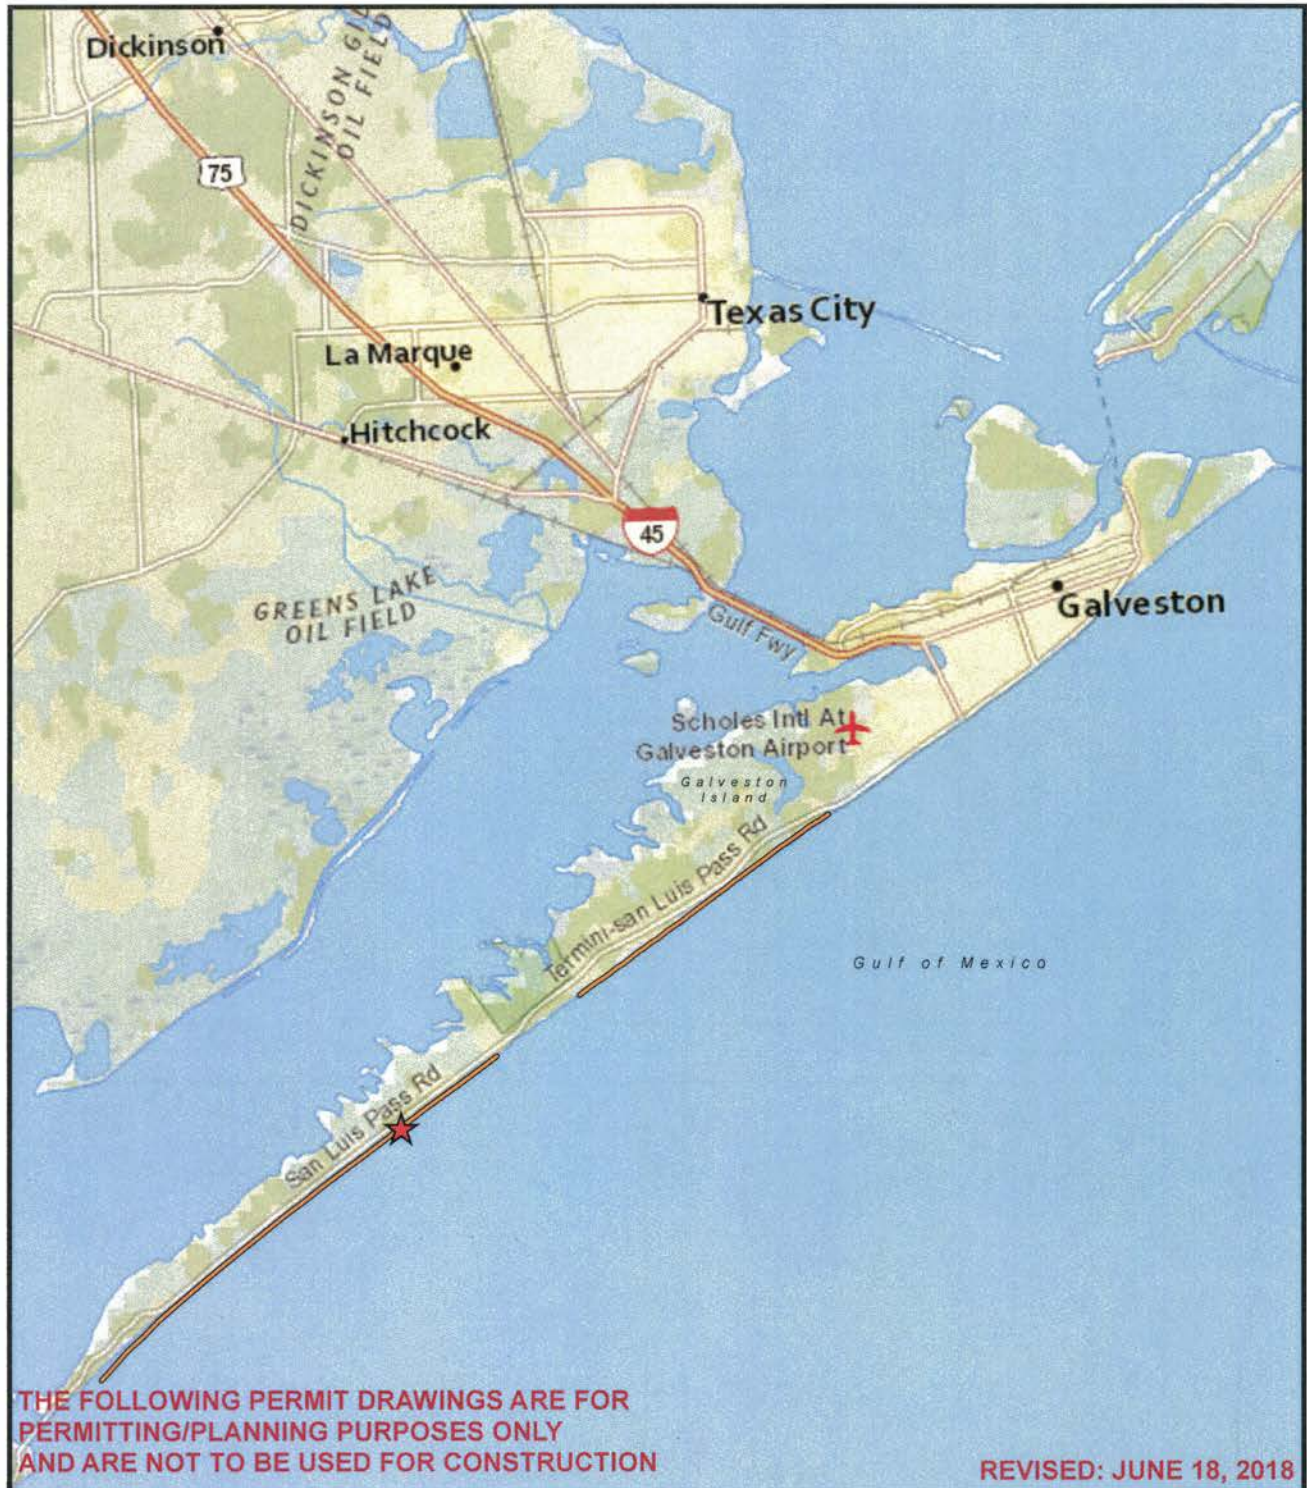 Dickinson
DICKINSON GI
OIL FIELD
75
Texas City
La Marque
Hitchcock
45
GREENS LAKE
OIL FIELD
Gulf Fwy
Galveston
Scholes Intl At
Galveston Airport
Galveston
Island
Termini-san Luis Pass Rd
Gulf of Mexico
San Luis Pass Rd
THE FOLLOWING PERMIT DRAWINGS ARE FOR
PERMITTING/PLANNING PURPOSES ONLY
AND ARE NOT TO BE USED FOR CONSTRUCTION
REVISED: JUNE 18, 2018